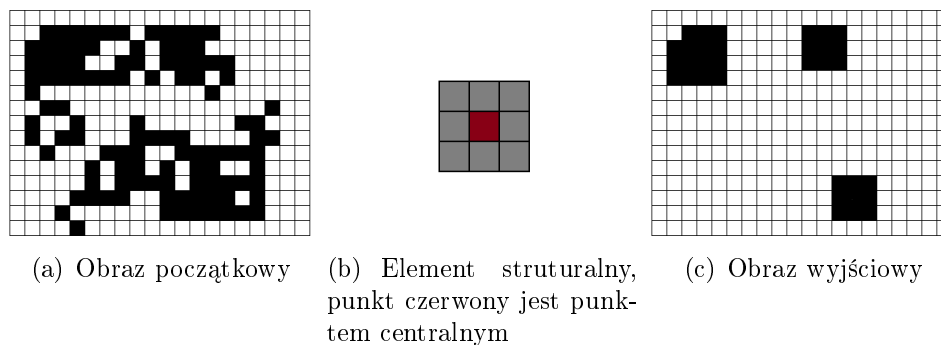 (a) Obraz początkowy
(b) Element struturalny,
punkt czerwony jest punk-
tem centralnym
(c) Obraz wyjściowy